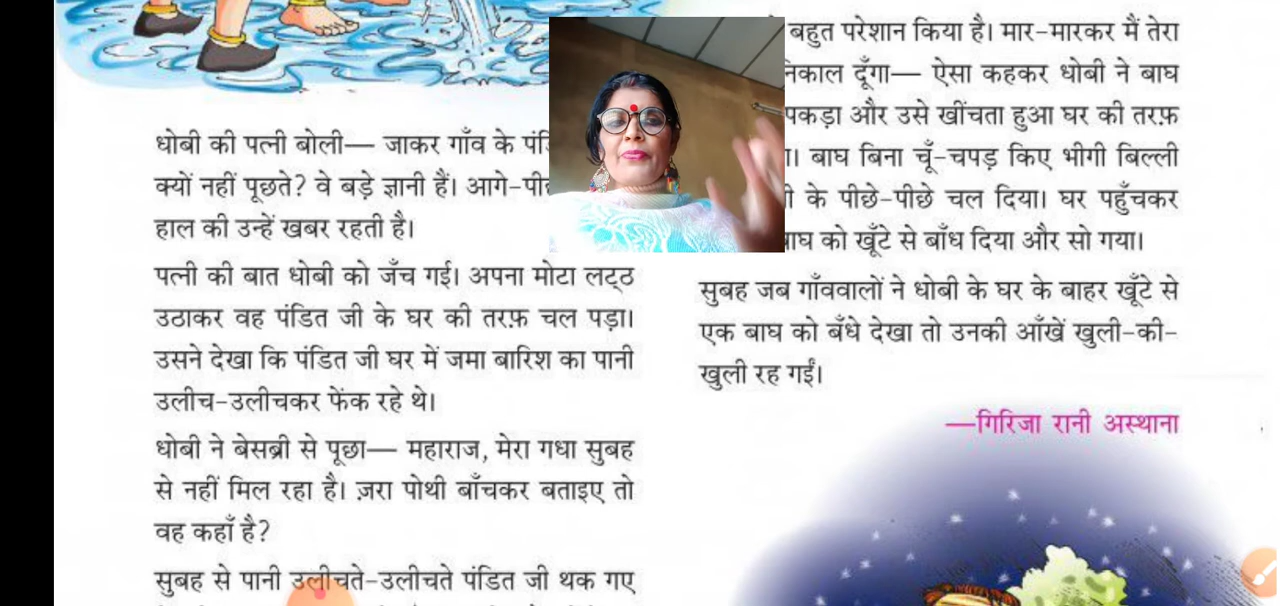 धोबी की पत्नी बोली— जाकर गाँव के
क्यों नहीं पूछते? वे बड़े ज्ञानी हैं।
हाल की उन्हें खबर रहती है।
पत्नी की बात धोबी को जँच गई। अपना मोटा लट्ठ
उठाकर वह पंडित जी के घर की तरफ़ चल पड़ा।
उसने देखा कि पंडित जी घर में जमा बारिश का पानी
उलीच-उलीचकर फेंक रहे थे।
धोबी ने बेसब्री से पूछा— महाराज, मेरा गधा सुबह
से नहीं मिल रहा है। ज़रा पोथी बाँचकर बताइए तो
वह कहाँ है?
सुबह से पानी उलीचते-उलीचते पंडित जी थक गए
बहुत परेशान किया है। मार-मारकर मैं तेरा
दूँगा— ऐसा कहकर धोबी ने बाघ
पकड़ा और उसे खींचता हुआ घर की तरफ़
बाघ बिना चूँ-चपड़ किए भीगी बिल्ली
के पीछे-पीछे चल दिया। घर पहुँचकर
को खूँटे से बाँध दिया और सो गया।
सुबह जब गाँववालों ने धोबी के घर के बाहर खूँटे से
एक बाघ को बँधे देखा तो उनकी आँखें खुली-की-
खुली रह गईं।
—गिरिजा रानी अस्थाना